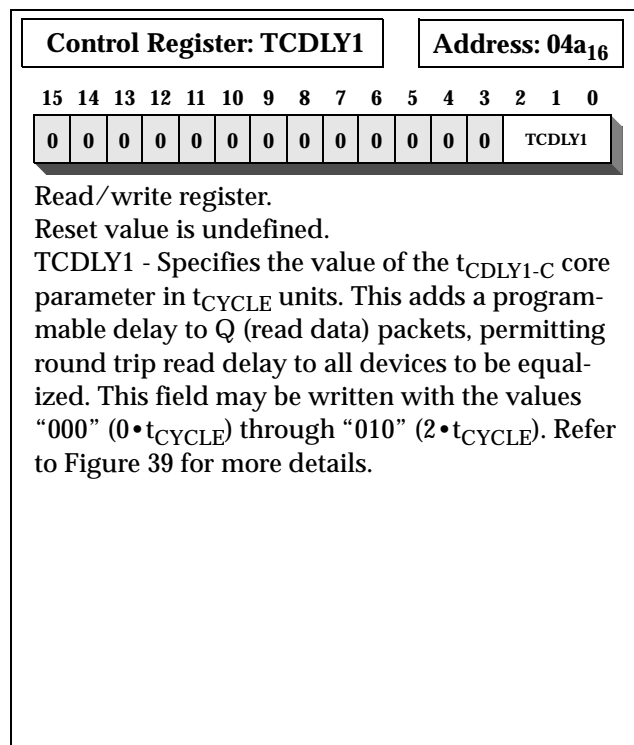 Control Register: TCDLY1 Address: 04a16
15 14 13 12 11 10 9 8 7 6 5 4 3 2 1 0
0 0 0 0 0 0 0 0 0 0 0 0 0 TCDLY1
Read/write register.
Reset value is undefined.
TCDLY1 - Specifies the value of the tCDLY1-C core
parameter in tCYCLE units. This adds a program-
mable delay to Q (read data) packets, permitting
round trip read delay to all devices to be equal-
ized. This field may be written with the values
“000” (0•tCYCLE) through “010” (2•tCYCLE). Refer
to Figure 39 for more details.